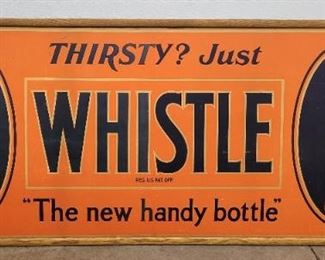 THIRSTY? Just
WHISTLE
REG. U.S. PAT. OFF.
"The new handy bottle"